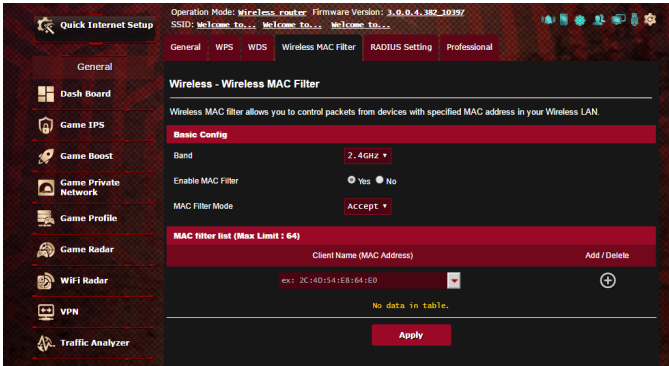 Operation Mode: Wireless router Firmware Version: 3.0.0.4.382_10397
SSID: Welcome to... Welcome to... Welcome to...
Quick Internet Setup
General WPS WDS Wireless MAC Filter RADIUS Setting Professional
General
Dash Board
Game IPS
Game Boost
Game Private
Network
Game Profile
Game Radar
WiFi Radar
VPN
Traffic Analyzer
Wireless - Wireless MAC Filter
Wireless MAC filter allows you to control packets from devices with specified MAC address in your Wireless LAN.
Basic Config
Band 2.4GHz
Enable MAC Filter Yes No
MAC Filter Mode Accept
MAC filter list (Max Limit : 64)
Client Name (MAC Address) Add / Delete
ex: 2C:4D:54:E8:64:E0
No data in table.
Apply